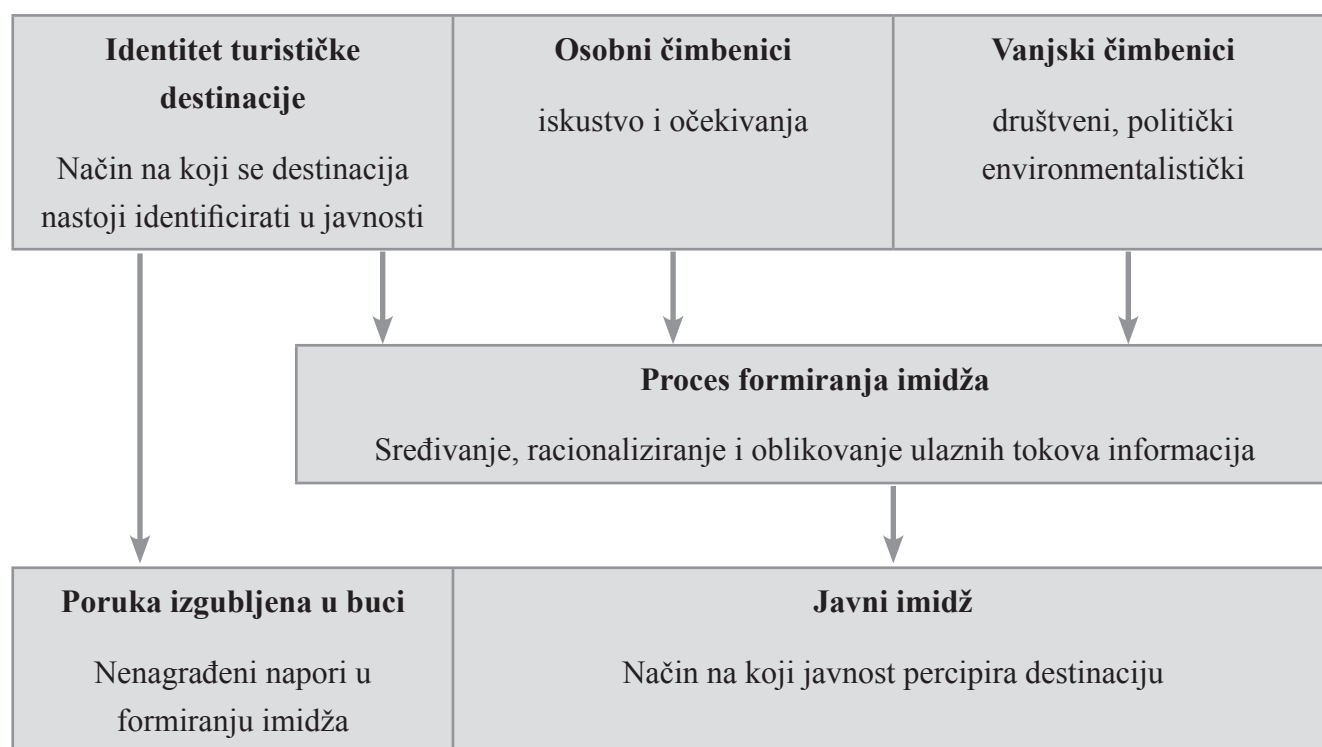 Identitet turističke
destinacije
Način na koji se destinacija
nastoji identificirati u javnosti
Osobni čimbenici
iskustvo i očekivanja
Vanjski čimbenici
društveni, politički
environmentalistički
Proces formiranja imidža
Sređivanje, racionaliziranje i oblikovanje ulaznih tokova informacija
Poruka izgubljena u buci
Nenagrađeni napori u
formiranju imidža
Javni imidž
Način na koji javnost percipira destinaciju